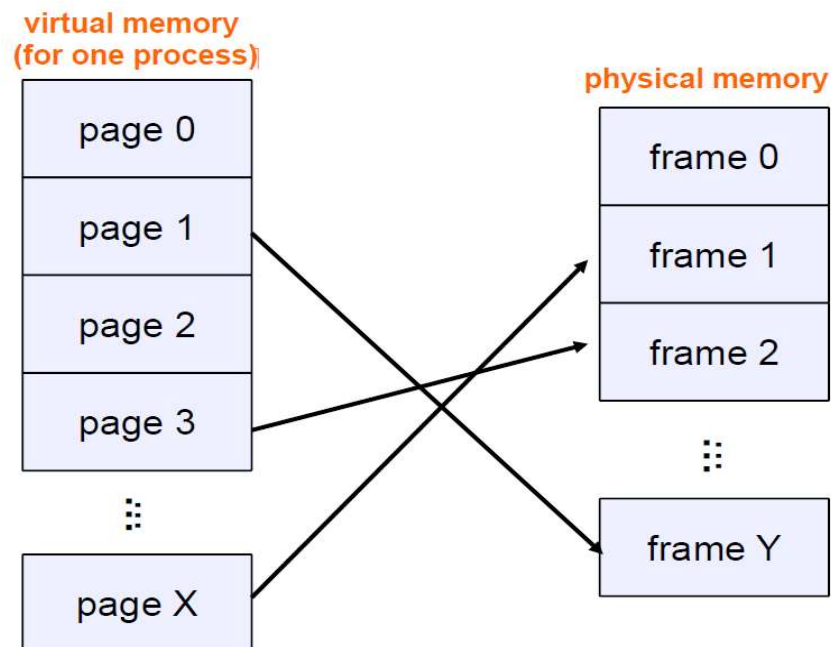 virtual memory
(for one process)
page 0
page 1
page 2
page 3
page X
physical memory
frame 0
frame 1
frame 2
frame Y